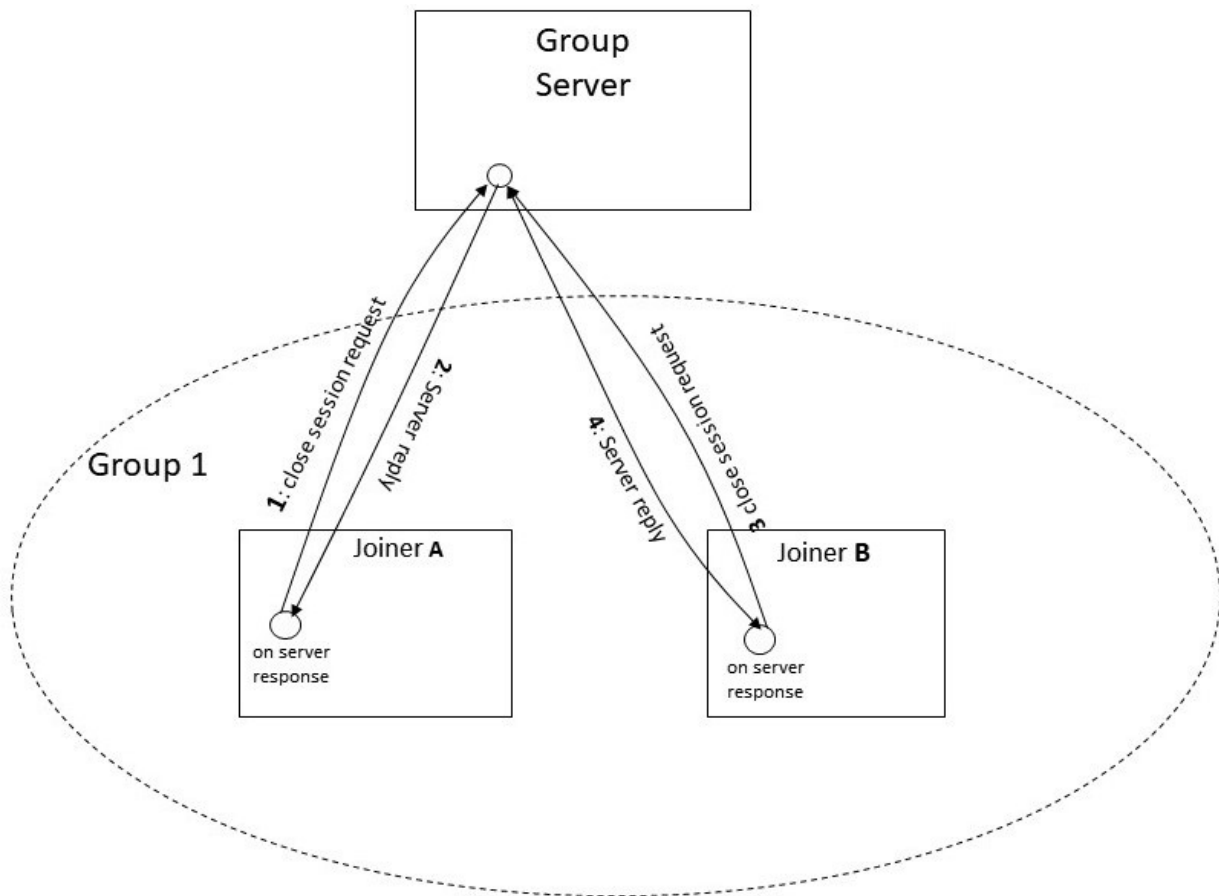 Group
Server
1: close session request
2: Server reply
4: Server reply
3 close session request
Group 1
Joiner A
on server
response
Joiner B
on server
response